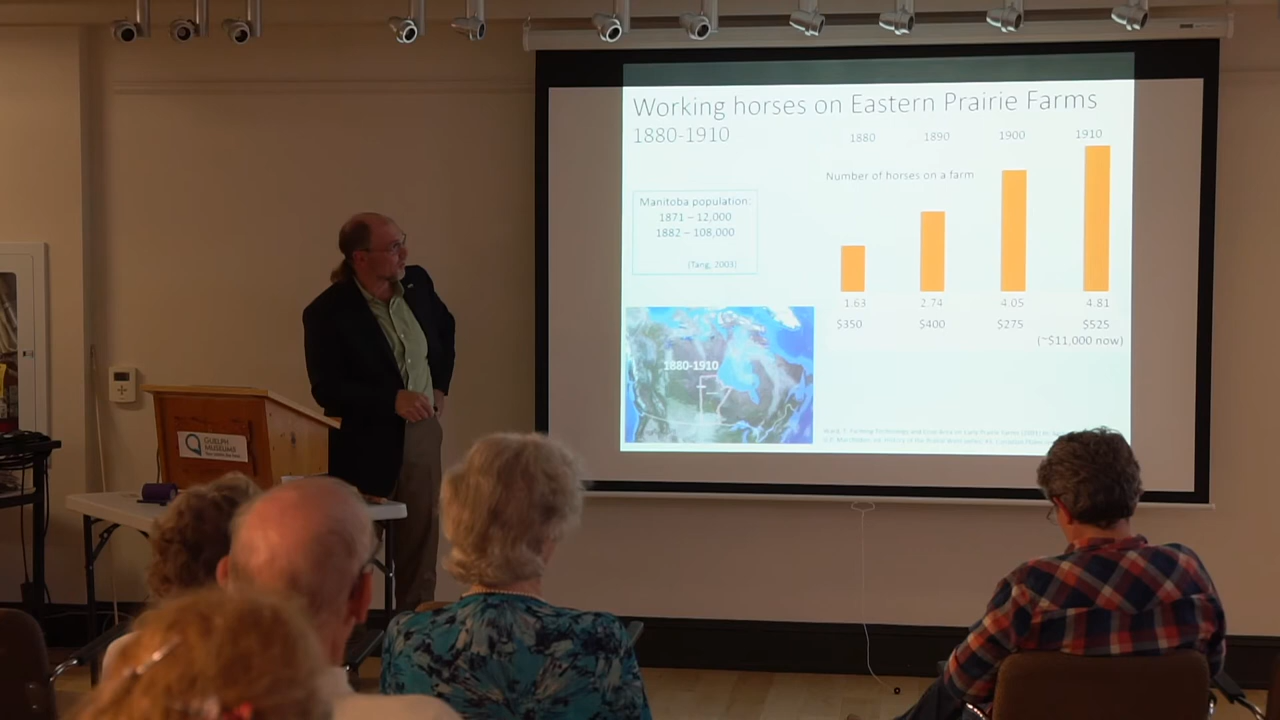 Working horses on Eastern Prairie Farms
1880-1910
1880 1890 1900 1910
Number of horses on a farm
Manitoba population:
1871 – 12,000
1882 – 108,000
(Tang, 2003)
1.63 2.74 4.05 4.81
$350 $400 $275 $525
(~$11,000 now)
1880-1910
GUELPH
MUSEUMS